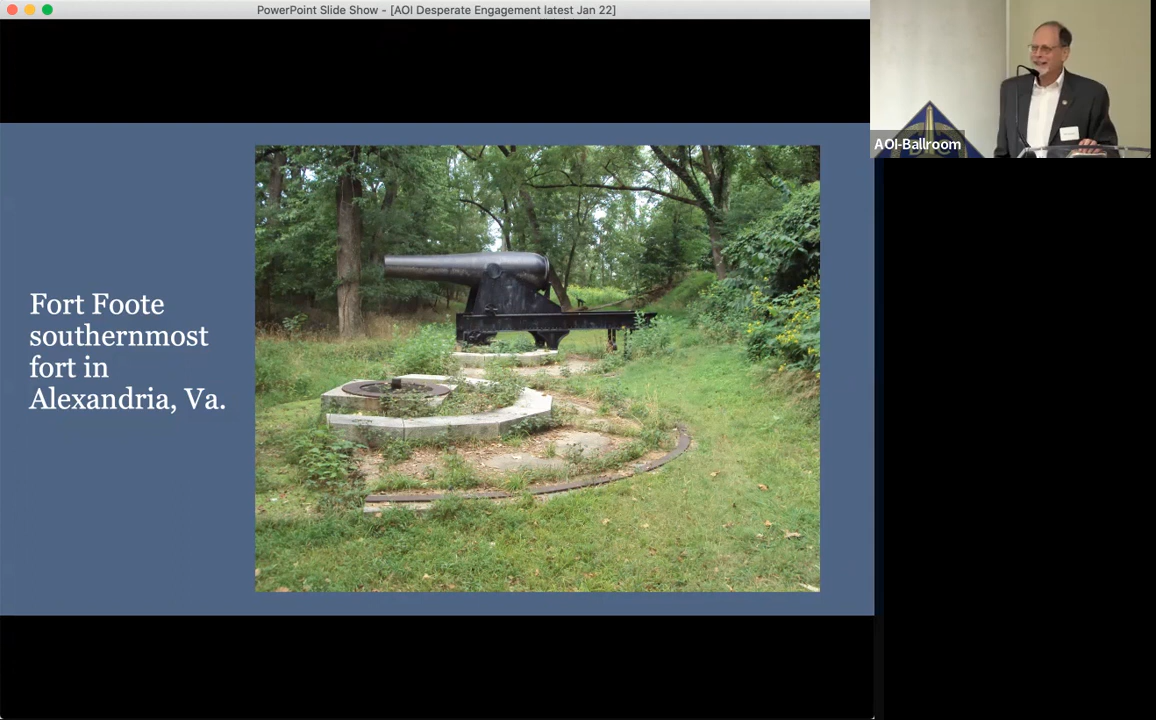 PowerPoint Slide Show - [AOI Desperate Engagement latest Jan 22]
AOI-Ballroom
Fort Foote
southernmost
fort in
Alexandria, Va.